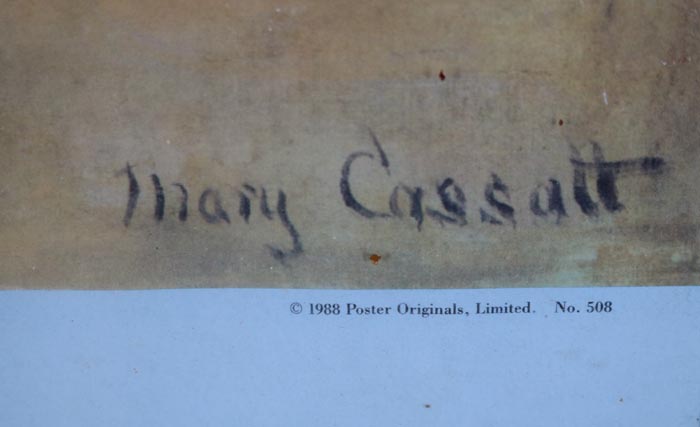 Mary Cassatt
© 1988 Poster Originals, Limited. No. 508